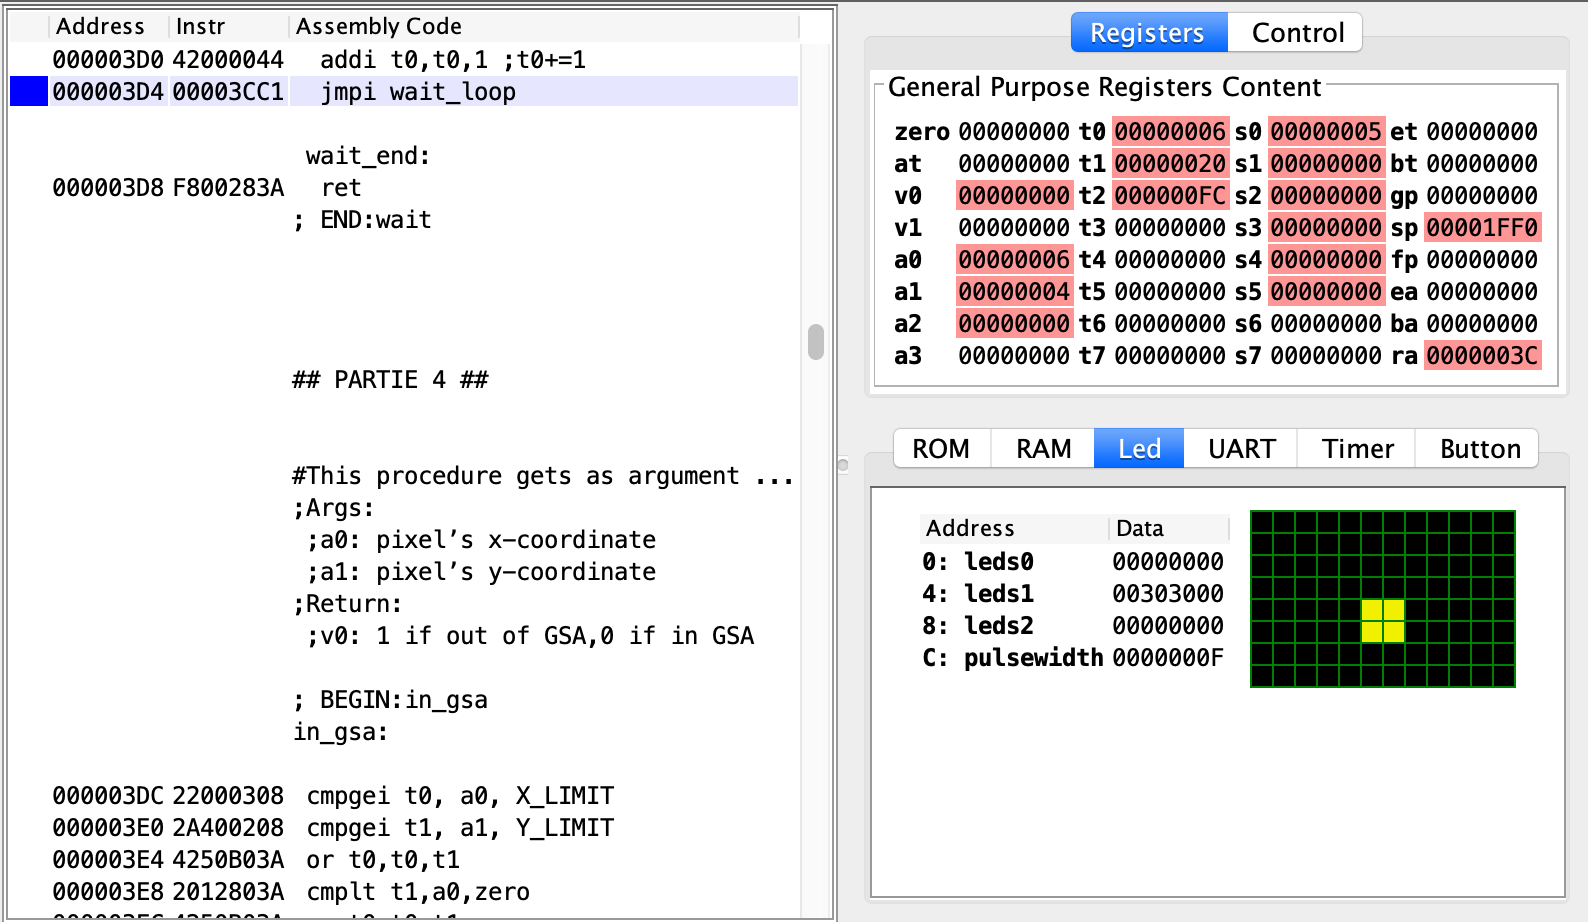 Address Instr Assembly Code
000003D0 42000044 addi t0,t0,1 ;t0+=1
000003D4 00003CC1 jmpi wait_loop
wait_end:
000003D8 F800283A ret
; END:wait
## PARTIE 4 ##
#This procedure gets as argument ...
;Args:
;a0: pixel’s x-coordinate
;a1: pixel’s y-coordinate
;Return:
;v0: 1 if out of GSA,0 if in GSA
; BEGIN:in_gsa
in_gsa:
000003DC 22000308 cmpgei t0, a0, X_LIMIT
000003E0 2A400208 cmpgei t1, a1, Y_LIMIT
000003E4 4250B03A or t0,t0,t1
000003E8 2012803A cmplt t1,a0,zero
Registers Control
General Purpose Registers Content
zero 00000000 t0 00000006 s0 00000005 et 00000000
at 00000000 t1 00000020 s1 00000000 bt 00000000
v0 00000000 t2 000000FC s2 00000000 gp 00000000
v1 00000000 t3 00000000 s3 00000000 sp 00001FF0
a0 00000006 t4 00000000 s4 00000000 fp 00000000
a1 00000004 t5 00000000 s5 00000000 ea 00000000
a2 00000000 t6 00000000 s6 00000000 ba 00000000
a3 00000000 t7 00000000 s7 00000000 ra 0000003C
ROM RAM Led UART Timer Button
Address Data
0: leds0 00000000
4: leds1 00303000
8: leds2 00000000
C: pulsewidth 0000000F